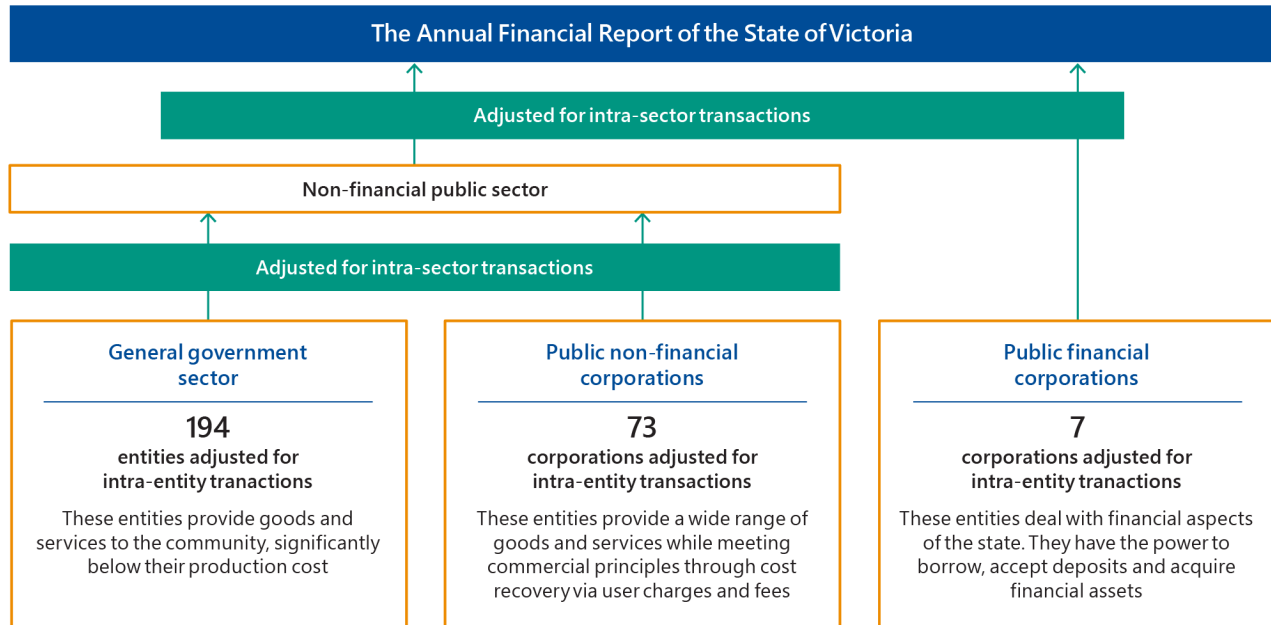 The Annual Financial Report of the State of Victoria
Adjusted for intra-sector transactions
Non-financial public sector
Adjusted for intra-sector transactions
General government
sector
194
entities adjusted for
intra-entity tranactions
These entities provide goods and
services to the community, significantly
below their production cost
Public non-financial
corporations
73
corporations adjusted for
intra-entity transactions
These entities provide a wide range of
goods and services while meeting
commercial principles through cost
recovery via user charges and fees
Public financial
corporations
7
corporations adjusted for
intra-entity tranactions
These entities deal with financial aspects
of the state. They have the power to
borrow, accept deposits and acquire
financial assets